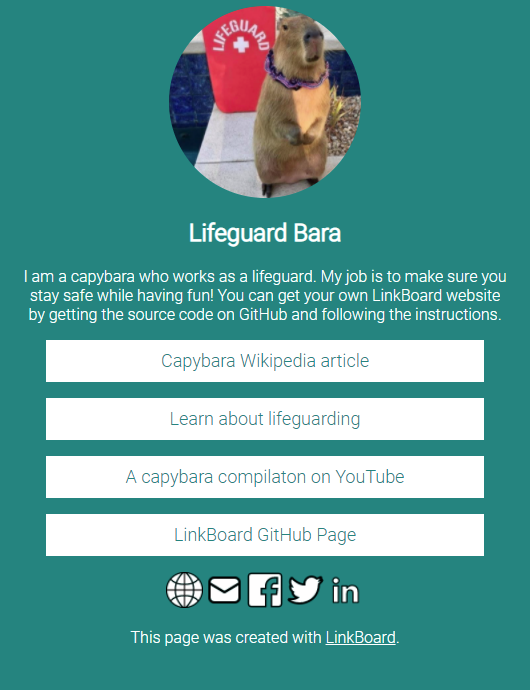 LIFEGUARD
Lifeguard Bara
I am a capybara who works as a lifeguard. My job is to make sure you
stay safe while having fun! You can get your own LinkBoard website
by getting the source code on GitHub and following the instructions.
Capybara Wikipedia article
Learn about lifeguarding
A capybara compilaton on YouTube
LinkBoard GitHub Page
in
This page was created with LinkBoard.